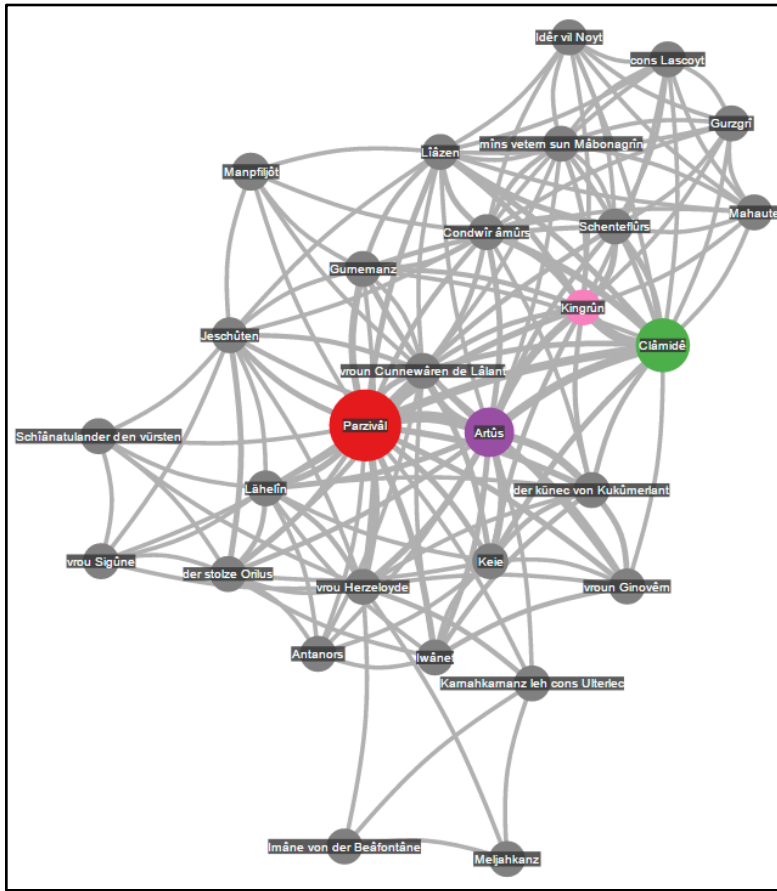 Idêr vil Noyt
cons Lascoyt
Gurzgrî
mîns vetern sun Mâbonagrîn
Lîâzen
Manpfiljôt
Mahaute
Schenteflûrs
Condwîr âmûrs
Gurnemanz
Kingrûn
Jeschûten
Clâmidê
vroun Cunnewâren de Lâlant
Parzivâl
Artûs
Schîânatulander den vürsten
Lähelîn
der künec von Kukûmerlant
vrou Sigûne
der stolze Orilus
Keie
vrou Herzeloyde
vroun Ginovêrn
Antanors
Iwânet
Karnahkarnanz leh cons Ulterlec
Imâne von der Beâfontâne
Meljahkanz